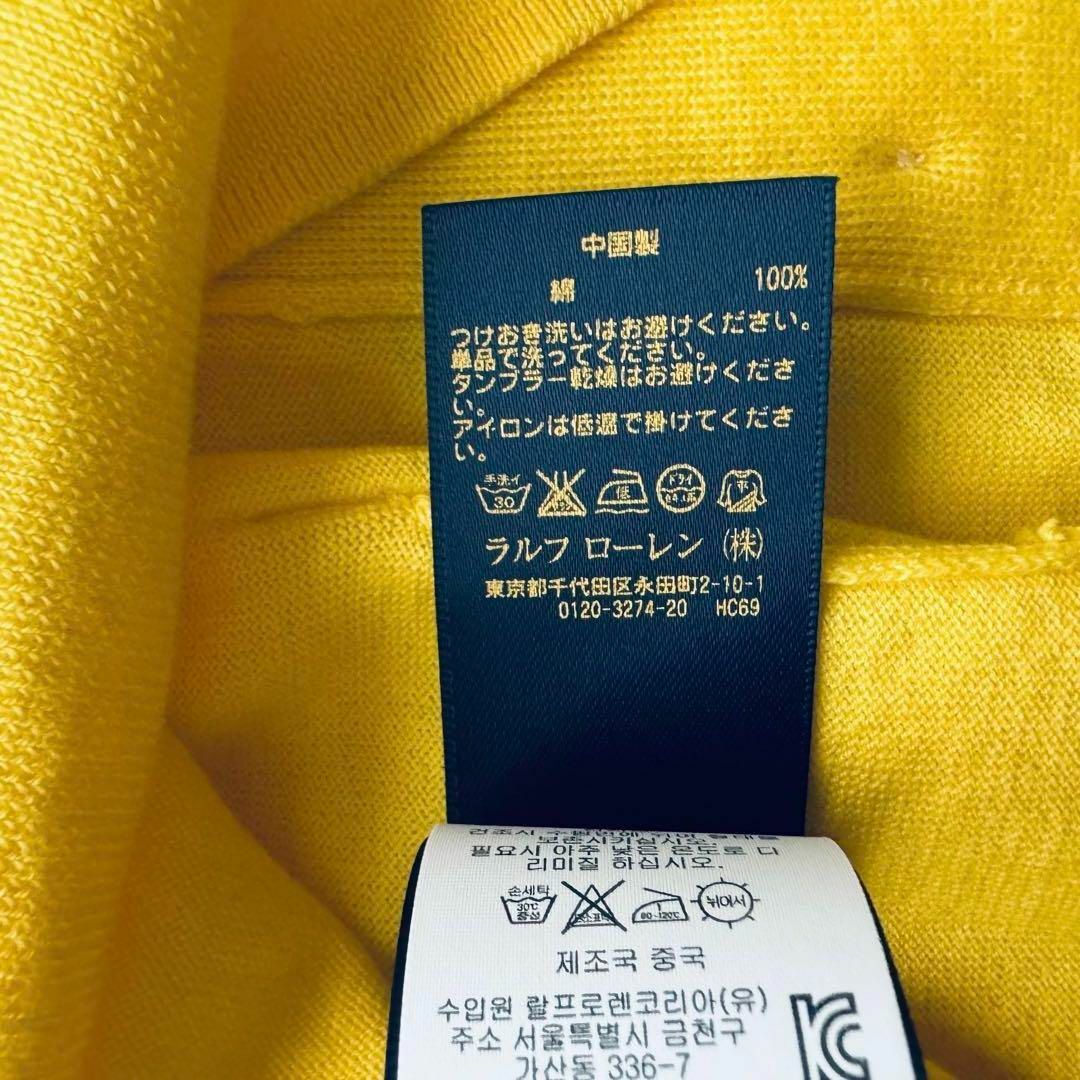 中国製
綿 100%
つけおき洗いはお避けください。
単品で洗ってください。
タンブラー乾燥はお避けくださ
い。
アイロンは低温で掛けてくださ
い。
手洗イ 30 低 ドライ
ラルフ ローレン (株)
東京都千代田区永田町2-10-1
0120-3274-20 HC69
보존시키십시오.
필요시 아주 낮은 온도로 다
리미질 하십시오.
손세탁 30℃ 중성 80~120℃ 뉘어서
제조국 중국
수입원 랄프로렌코리아(유)
주소 서울특별시 금천구
가산동 336-7